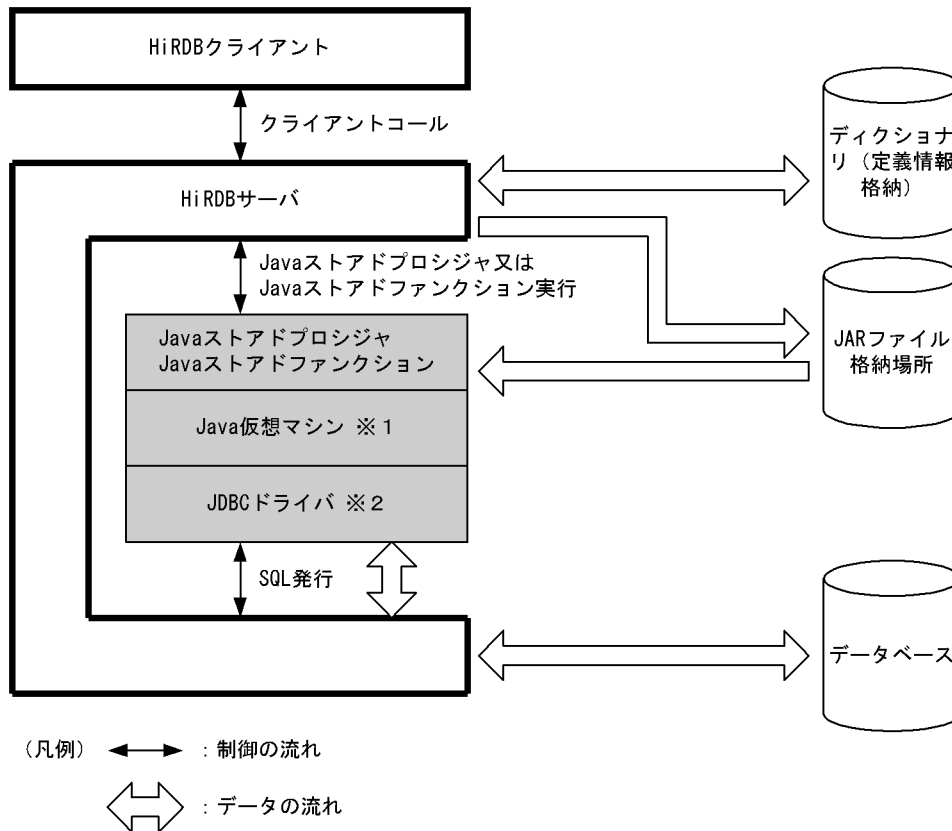 HiRDBクライアント
クライアントコール
HiRDBサーバ
ディクショナ
リ（定義情報
格納）
Javaストアドプロシジャ又は
Javaストアドファンクション実行
Javaストアドプロシジャ
Javaストアドファンクション
JARファイル
格納場所
Java仮想マシン ※1
JDBCドライバ ※2
SQL発行
データベース
（凡例）
：制御の流れ
：データの流れ